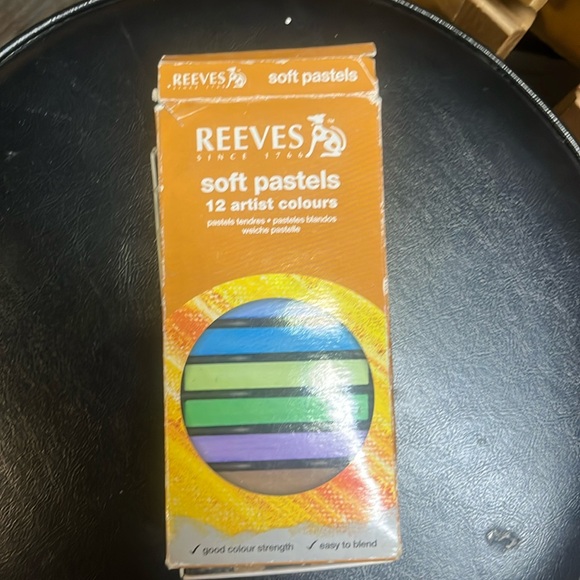 REEVES soft pastels
REEVES
SINCE 1766
soft pastels
12 artist colours
pastels tendres • pasteles blandos
weiche pastelle
✓ good colour strength ✓ easy to blend